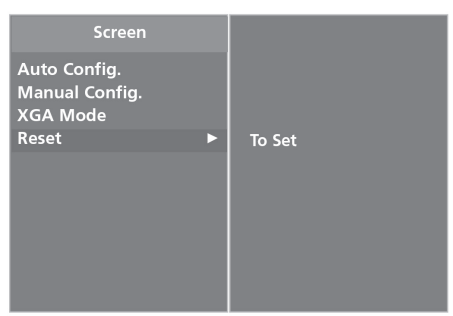 Screen
Auto Config.
Manual Config.
XGA Mode
Reset ►
To Set